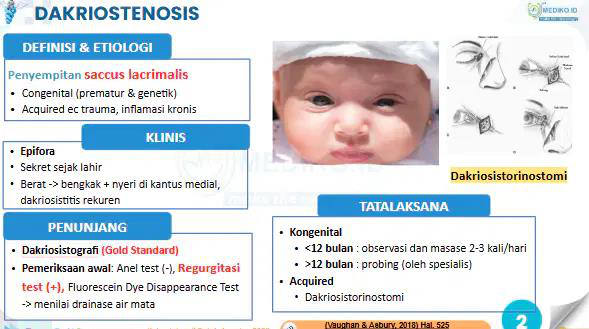 DAKRIOSTENOSIS
MEDIKO.ID
DEFINISI & ETIOLOGI
Penyempitan saccus lacrimalis
• Congenital (prematur & genetik)
• Acquired ec trauma, inflamasi kronis
KLINIS
• Epifora
• Sekret sejak lahir
• Berat -> bengkak + nyeri di kantus medial,
dakriosistitis rekuren
PENUNJANG
• Dakriosistografi (Gold Standard)
• Pemeriksaan awal: Anel test (-), Regurgitasi
test (+), Fluorescein Dye Disappearance Test
-> menilai drainase air mata
MEDIKO.ID
Dakriosistorinostomi
TATALAKSANA
• Kongenital
• <12 bulan : observasi dan masase 2-3 kali/hari
• >12 bulan : probing (oleh spesialis)
• Acquired
• Dakriosistorinostomi
(Vaughan & Asbury, 2018) Hal. 525
2